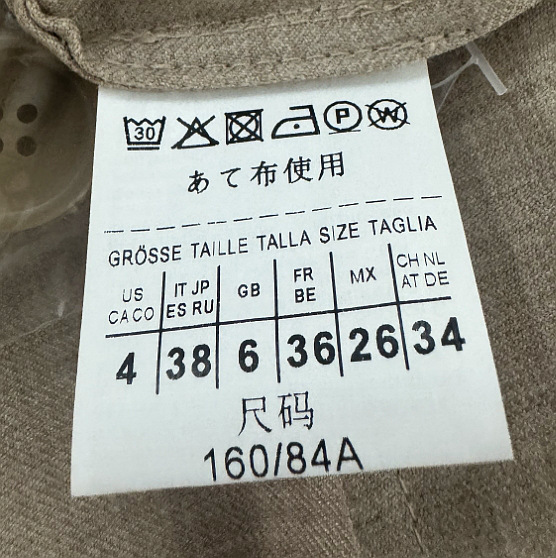 30 P W
あて布使用
GRÖSSE TAILLE TALLA SIZE TAGLIA
US CA CO IT JP ES RU GB FR BE MX CH NL AT DE
4 38 6 36 26 34
尺码
160/84A